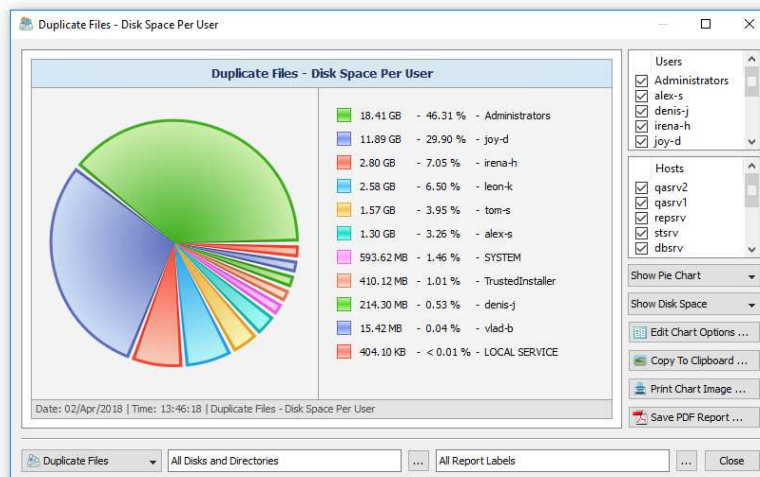 Duplicate Files - Disk Space Per User
Duplicate Files - Disk Space Per User
18.41 GB - 46.31 % - Administrators
11.89 GB - 29.90 % - joy-d
2.80 GB - 7.05 % - irena-h
2.58 GB - 6.50 % - leon-k
1.57 GB - 3.95 % - tom-s
1.30 GB - 3.26 % - alex-s
593.62 MB - 1.46 % - SYSTEM
410.12 MB - 1.01 % - TrustedInstaller
214.30 MB - 0.53 % - denis-j
15.42 MB - 0.04 % - vlad-b
404.10 KB - < 0.01 % - LOCAL SERVICE
Date: 02/Apr/2018 | Time: 13:46:18 | Duplicate Files - Disk Space Per User
Users
Administrators
alex-s
denis-j
irena-h
joy-d
Hosts
qasrv2
qasrv1
repsrv
stsrv
dbsrv
Show Pie Chart
Show Disk Space
Edit Chart Options ...
Copy To Clipboard ...
Print Chart Image ...
Save PDF Report ...
Duplicate Files
All Disks and Directories
...
All Report Labels
...
Close